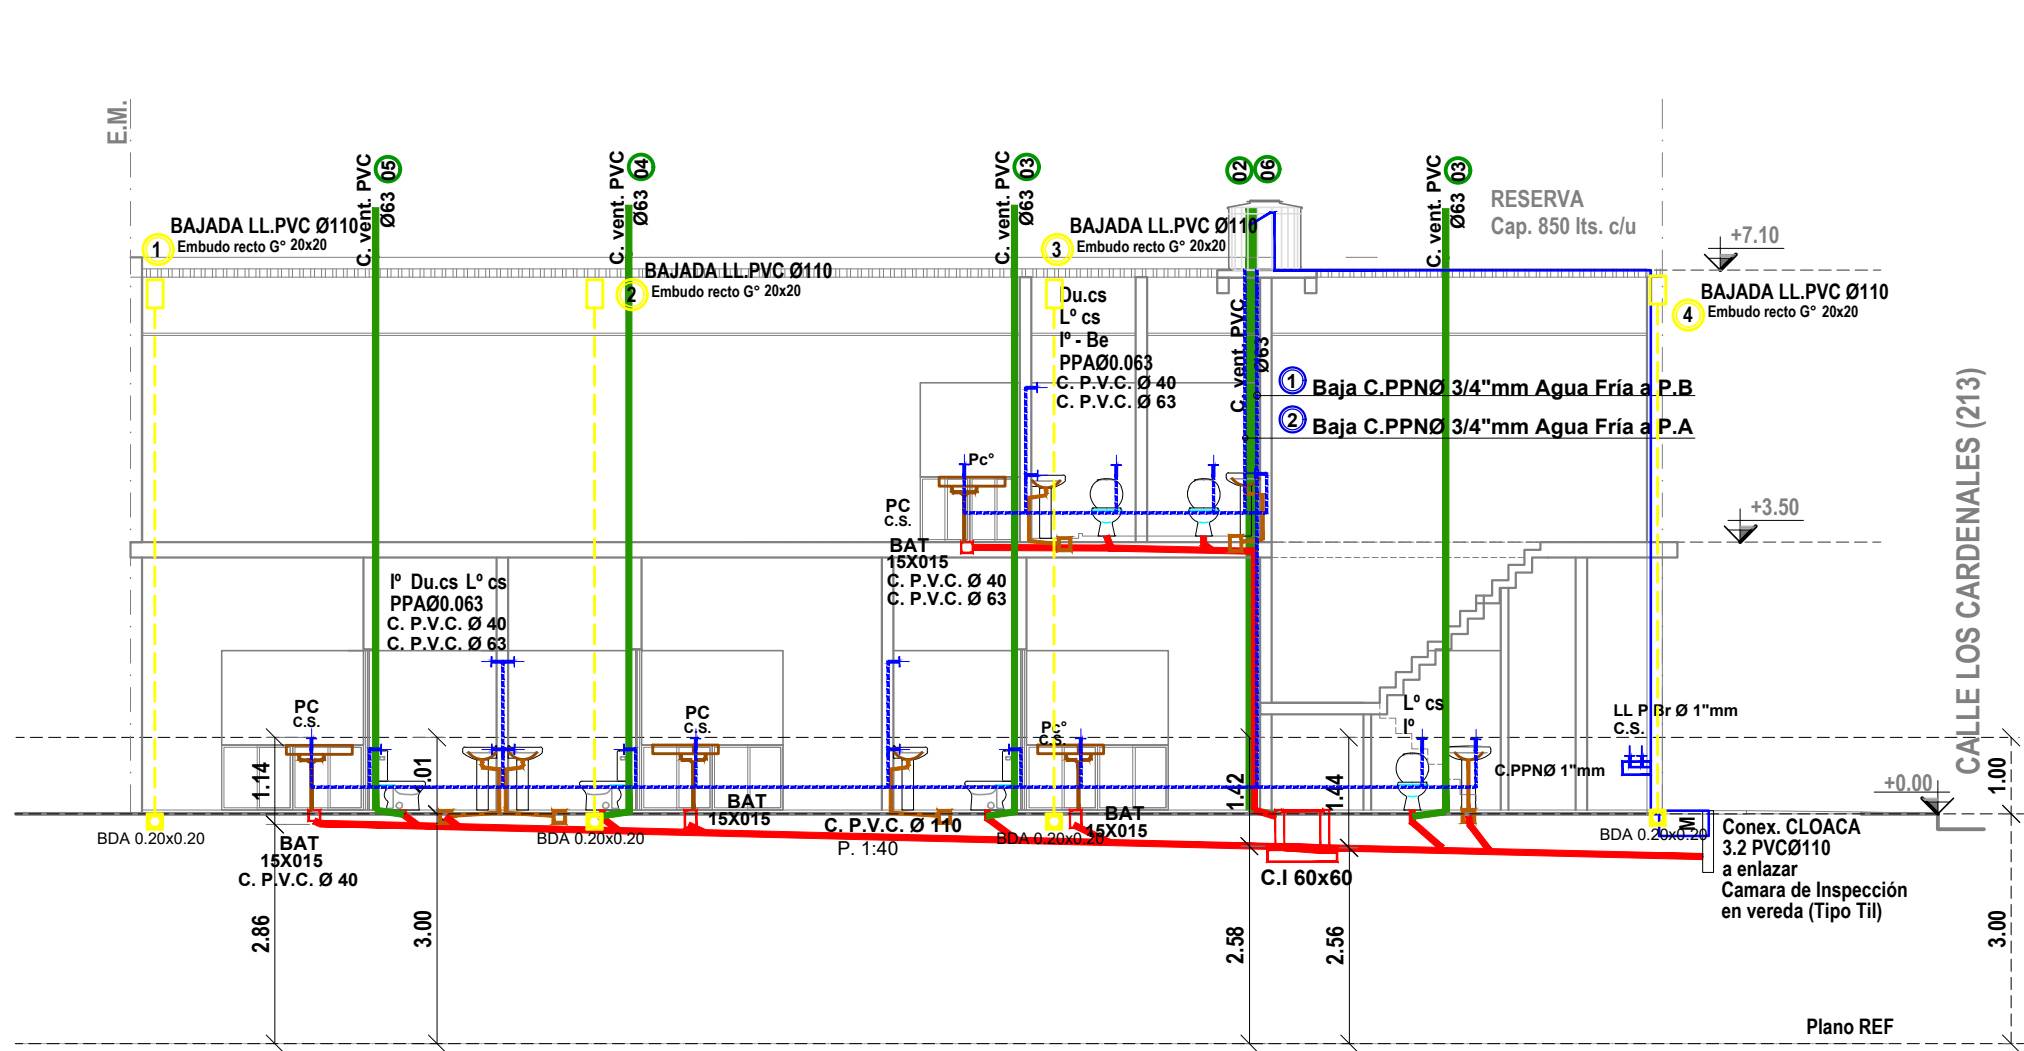 E.M.
C. vent. PVC
Ø63
05
C. vent. PVC
Ø63
04
C. vent. PVC
Ø63
03
02
06
C. vent. PVC
Ø63
03
RESERVA
Cap. 850 lts. c/u
+7.10
1
BAJADA LL.PVC Ø110
Embudo recto G° 20x20
2
BAJADA LL.PVC Ø110
Embudo recto G° 20x20
3
BAJADA LL.PVC Ø110
Embudo recto G° 20x20
4
BAJADA LL.PVC Ø110
Embudo recto G° 20x20
Du.cs
Lº cs
Iº - Be
PPAØ0.063
C. P.V.C. Ø 40
C. P.V.C. Ø 63
C. vent. PVC
Ø63
1
Baja C.PPNØ 3/4"mm Agua Fría a P.B
2
Baja C.PPNØ 3/4"mm Agua Fría a P.A
Pc°
PC
C.S.
BAT
15X015
C. P.V.C. Ø 40
C. P.V.C. Ø 63
+3.50
CALLE LOS CARDENALES (213)
Iº Du.cs Lº cs
PPAØ0.063
C. P.V.C. Ø 40
C. P.V.C. Ø 63
PC
C.S.
PC
C.S.
Pc°
C.S.
Lº cs
Iº
LL P Br Ø 1"mm
C.S.
C.PPNØ 1"mm
+0.00
1.14
.01
1.42
1.44
1.00
BAT
15X015
BAT
15X015
C. P.V.C. Ø 110
P. 1:40
BDA 0.20x0.20
BDA 0.20x0.20
BDA 0.20x0.20
BDA 0.20x0.20
BAT
15X015
C. P.V.C. Ø 40
C.I 60x60
M
Conex. CLOACA
3.2 PVCØ110
a enlazar
Camara de Inspección
en vereda (Tipo Til)
2.86
3.00
2.58
2.56
3.00
Plano REF